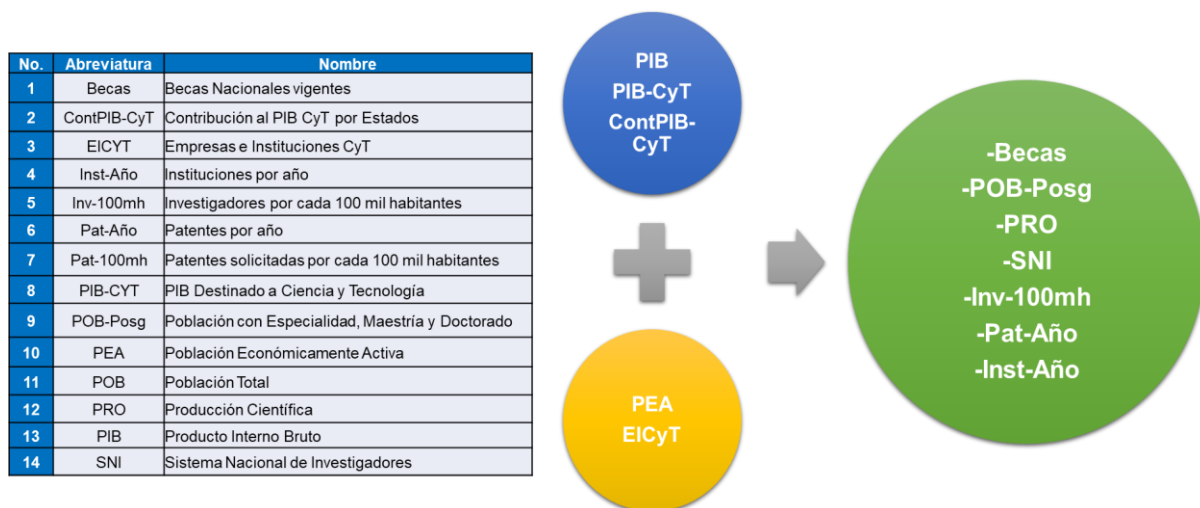 No. Abreviatura Nombre
1 Becas Becas Nacionales vigentes
2 ContPIB-CyT Contribución al PIB CyT por Estados
3 EICYT Empresas e Instituciones CyT
4 Inst-Año Instituciones por año
5 Inv-100mh Investigadores por cada 100 mil habitantes
6 Pat-Año Patentes por año
7 Pat-100mh Patentes solicitadas por cada 100 mil habitantes
8 PIB-CYT PIB Destinado a Ciencia y Tecnología
9 POB-Posg Población con Especialidad, Maestría y Doctorado
10 PEA Población Económicamente Activa
11 POB Población Total
12 PRO Producción Científica
13 PIB Producto Interno Bruto
14 SNI Sistema Nacional de Investigadores
PIB
PIB-CyT
ContPIB-
CyT
PEA
EICyT
-Becas
-POB-Posg
-PRO
-SNI
-Inv-100mh
-Pat-Año
-Inst-Año